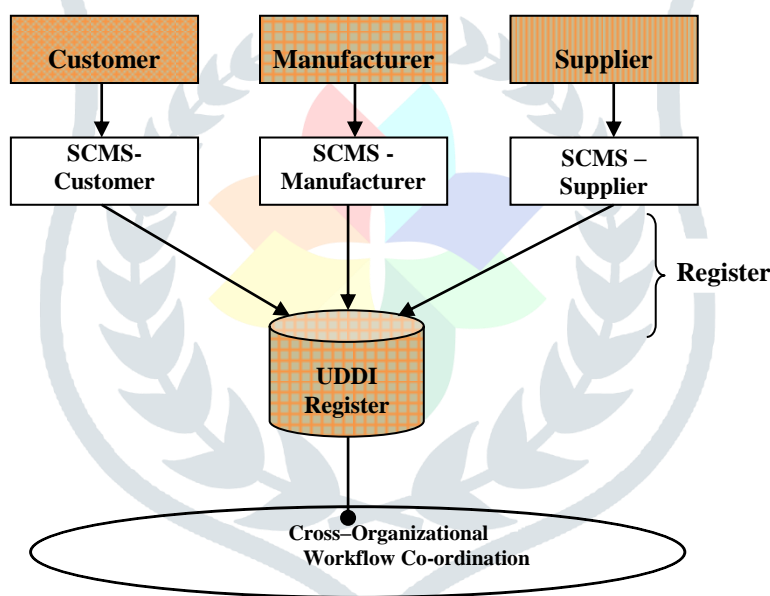 Customer
Manufacturer
Supplier
SCMS-
Customer
SCMS -
Manufacturer
SCMS –
Supplier
Register
UDDI
Register
Cross–Organizational
Workflow Co-ordination